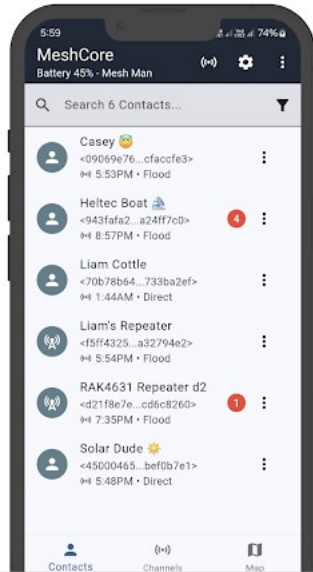 5:59
74%
MeshCore
Battery 45% - Mesh Man
Search 6 Contacts...
Casey 😇
<09069e76...cfaccfe3>
5:53PM • Flood
Heltec Boat ⛵
<943fafa2...a24ff7c0>
8:57PM • Flood
4
Liam Cottle
<70b78b64...733ba2ef>
1:44AM • Direct
Liam's Repeater
<f5ff4325...a32794e2>
5:54PM • Flood
RAK4631 Repeater d2
<d21f8e7e...cd6c8260>
7:35PM • Flood
1
Solar Dude ☀️
<45000465...bef0b7e1>
5:48PM • Direct
Contacts
Channels
Map